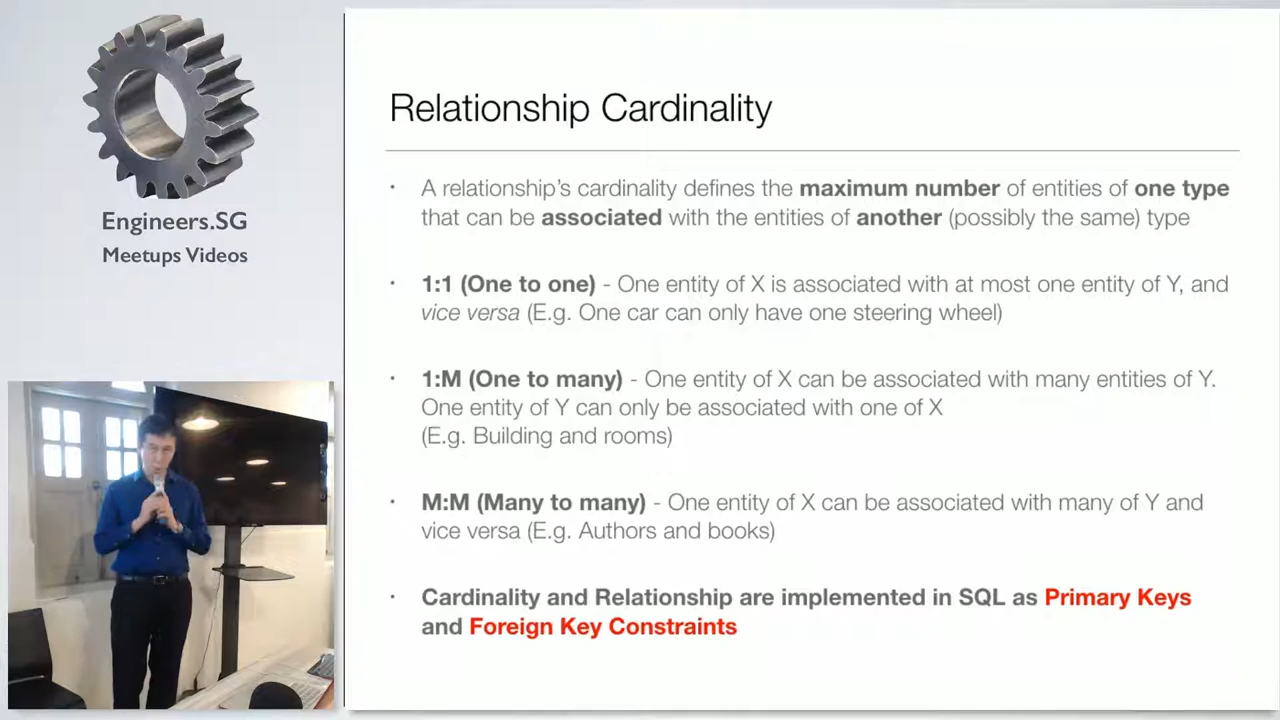 Engineers.SG
Meetups Videos
Relationship Cardinality
• A relationship’s cardinality defines the maximum number of entities of one type
that can be associated with the entities of another (possibly the same) type
• 1:1 (One to one) - One entity of X is associated with at most one entity of Y, and
vice versa (E.g. One car can only have one steering wheel)
• 1:M (One to many) - One entity of X can be associated with many entities of Y.
One entity of Y can only be associated with one of X
(E.g. Building and rooms)
• M:M (Many to many) - One entity of X can be associated with many of Y and
vice versa (E.g. Authors and books)
• Cardinality and Relationship are implemented in SQL as Primary Keys
and Foreign Key Constraints